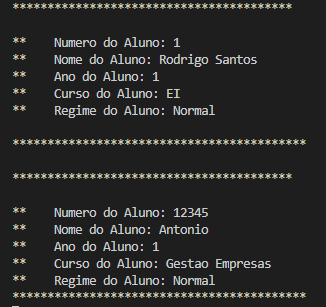 ****************************************
**    Numero do Aluno: 1
**    Nome do Aluno: Rodrigo Santos
**    Ano do Aluno: 1
**    Curso do Aluno: EI
**    Regime do Aluno: Normal
******************************************
****************************************
**    Numero do Aluno: 12345
**    Nome do Aluno: Antonio
**    Ano do Aluno: 1
**    Curso do Aluno: Gestao Empresas
**    Regime do Aluno: Normal
******************************************